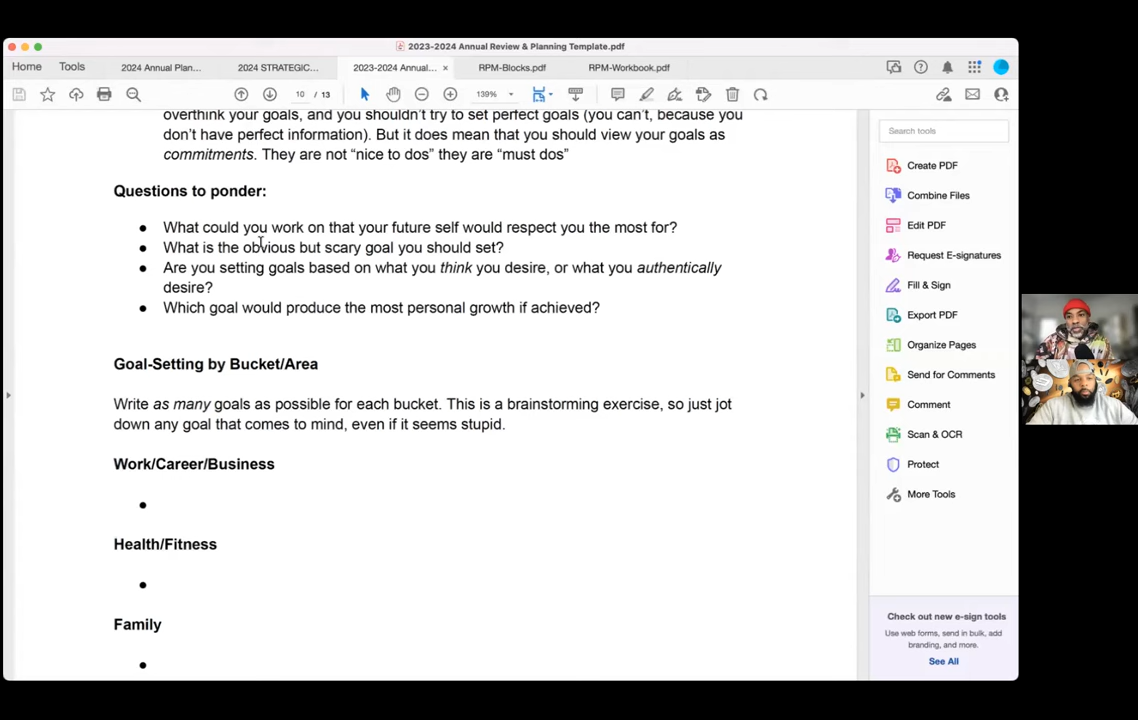 2023-2024 Annual Review & Planning Template.pdf
Home Tools 2024 Annual Plan... 2024 STRATEGIC... 2023-2024 Annual... × RPM-Blocks.pdf RPM-Workbook.pdf
10 / 13 139%
overthink your goals, and you shouldn't try to set perfect goals (you can't, because you
don't have perfect information). But it does mean that you should view your goals as
commitments. They are not “nice to dos” they are “must dos”
Questions to ponder:
● What could you work on that your future self would respect you the most for?
● What is the obvious but scary goal you should set?
● Are you setting goals based on what you think you desire, or what you authentically
desire?
● Which goal would produce the most personal growth if achieved?
Goal-Setting by Bucket/Area
Write as many goals as possible for each bucket. This is a brainstorming exercise, so just jot
down any goal that comes to mind, even if it seems stupid.
Work/Career/Business
●
Health/Fitness
●
Family
●
Search tools
Create PDF
Combine Files
Edit PDF
Request E-signatures
Fill & Sign
Export PDF
Organize Pages
Send for Comments
Comment
Scan & OCR
Protect
More Tools
Check out new e-sign tools
Use web forms, send in bulk, add
branding, and more.
See All